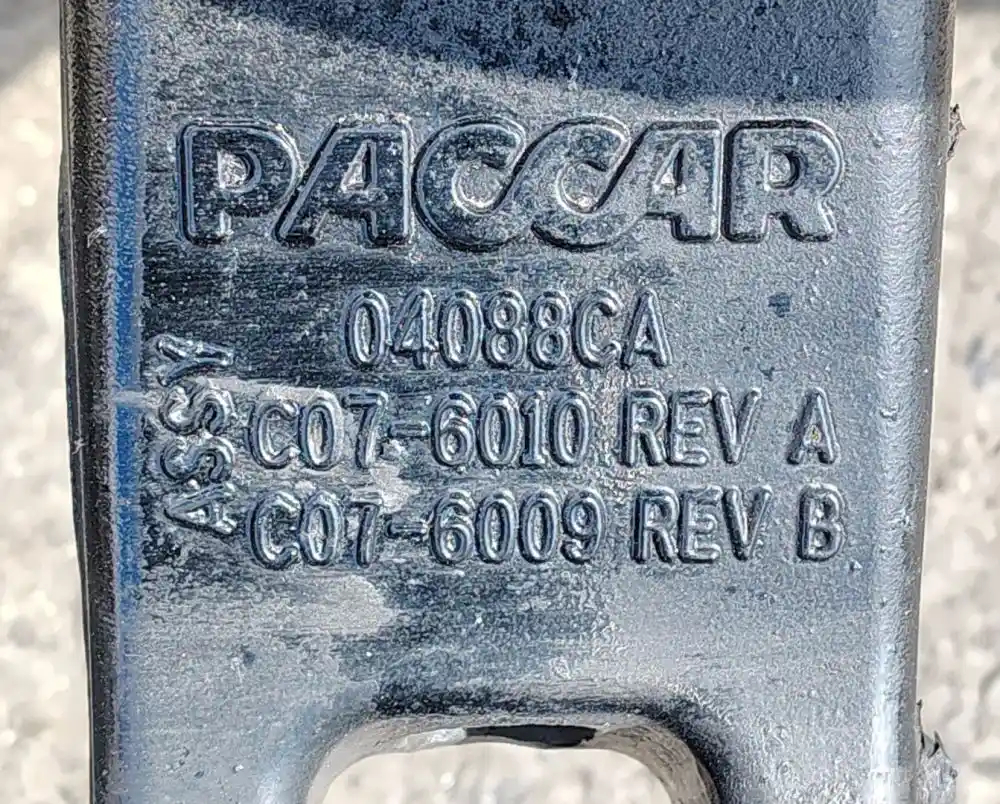 PACCAR
04088CA
ASSY
C07-6010 REV A
C07-6009 REV B